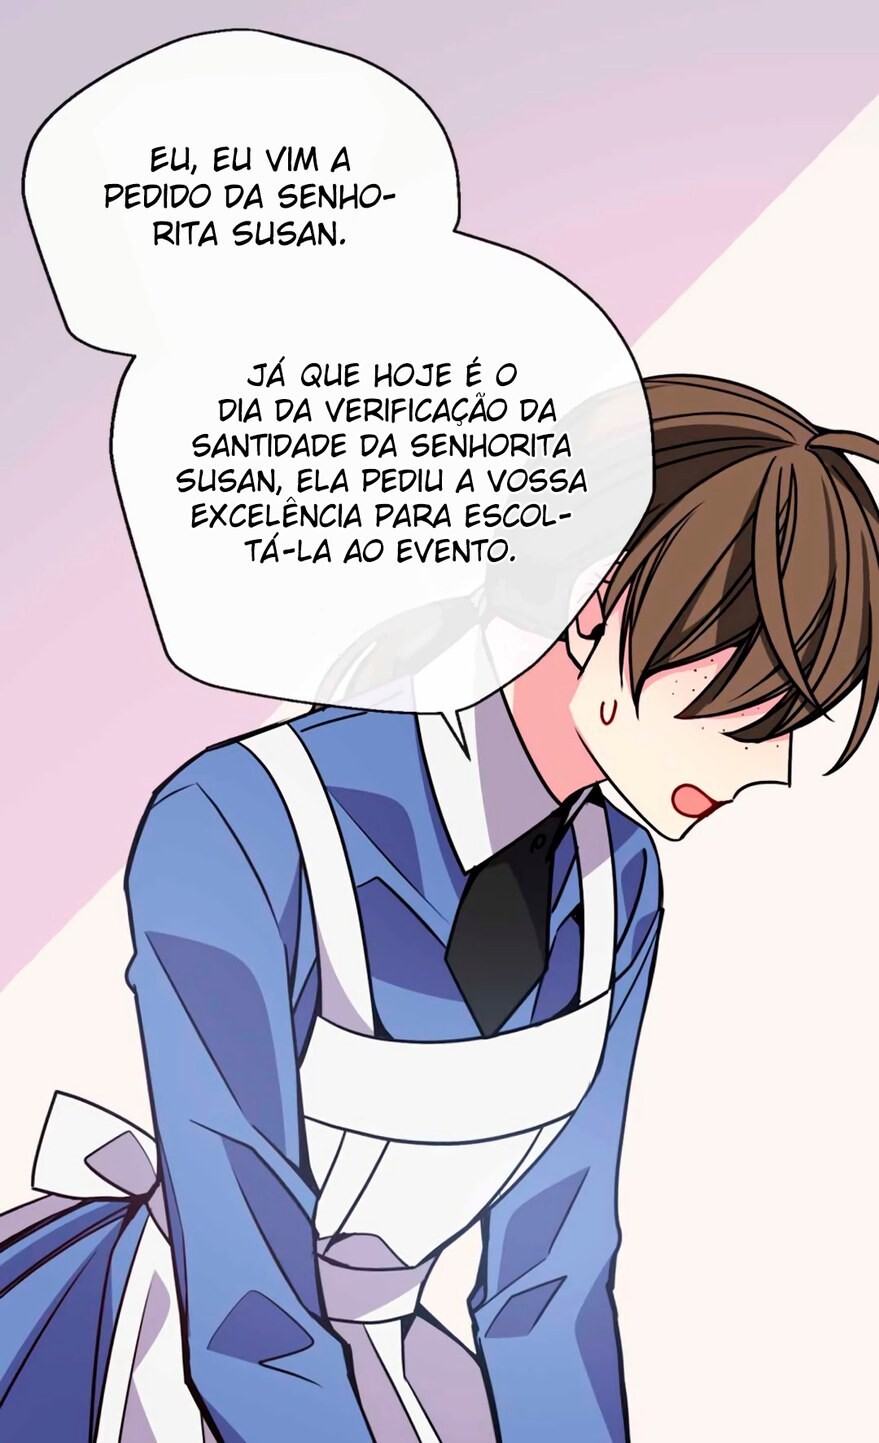 EU, EU VIM A
PEDIDO DA SENHO-
RITA SUSAN.
JÁ QUE HOJE É O
DIA DA VERIFICAÇÃO DA
SANTIDADE DA SENHORITA
SUSAN, ELA PEDIU A VOSSA
EXCELÊNCIA PARA ESCOL-
TÁ-LA AO EVENTO.